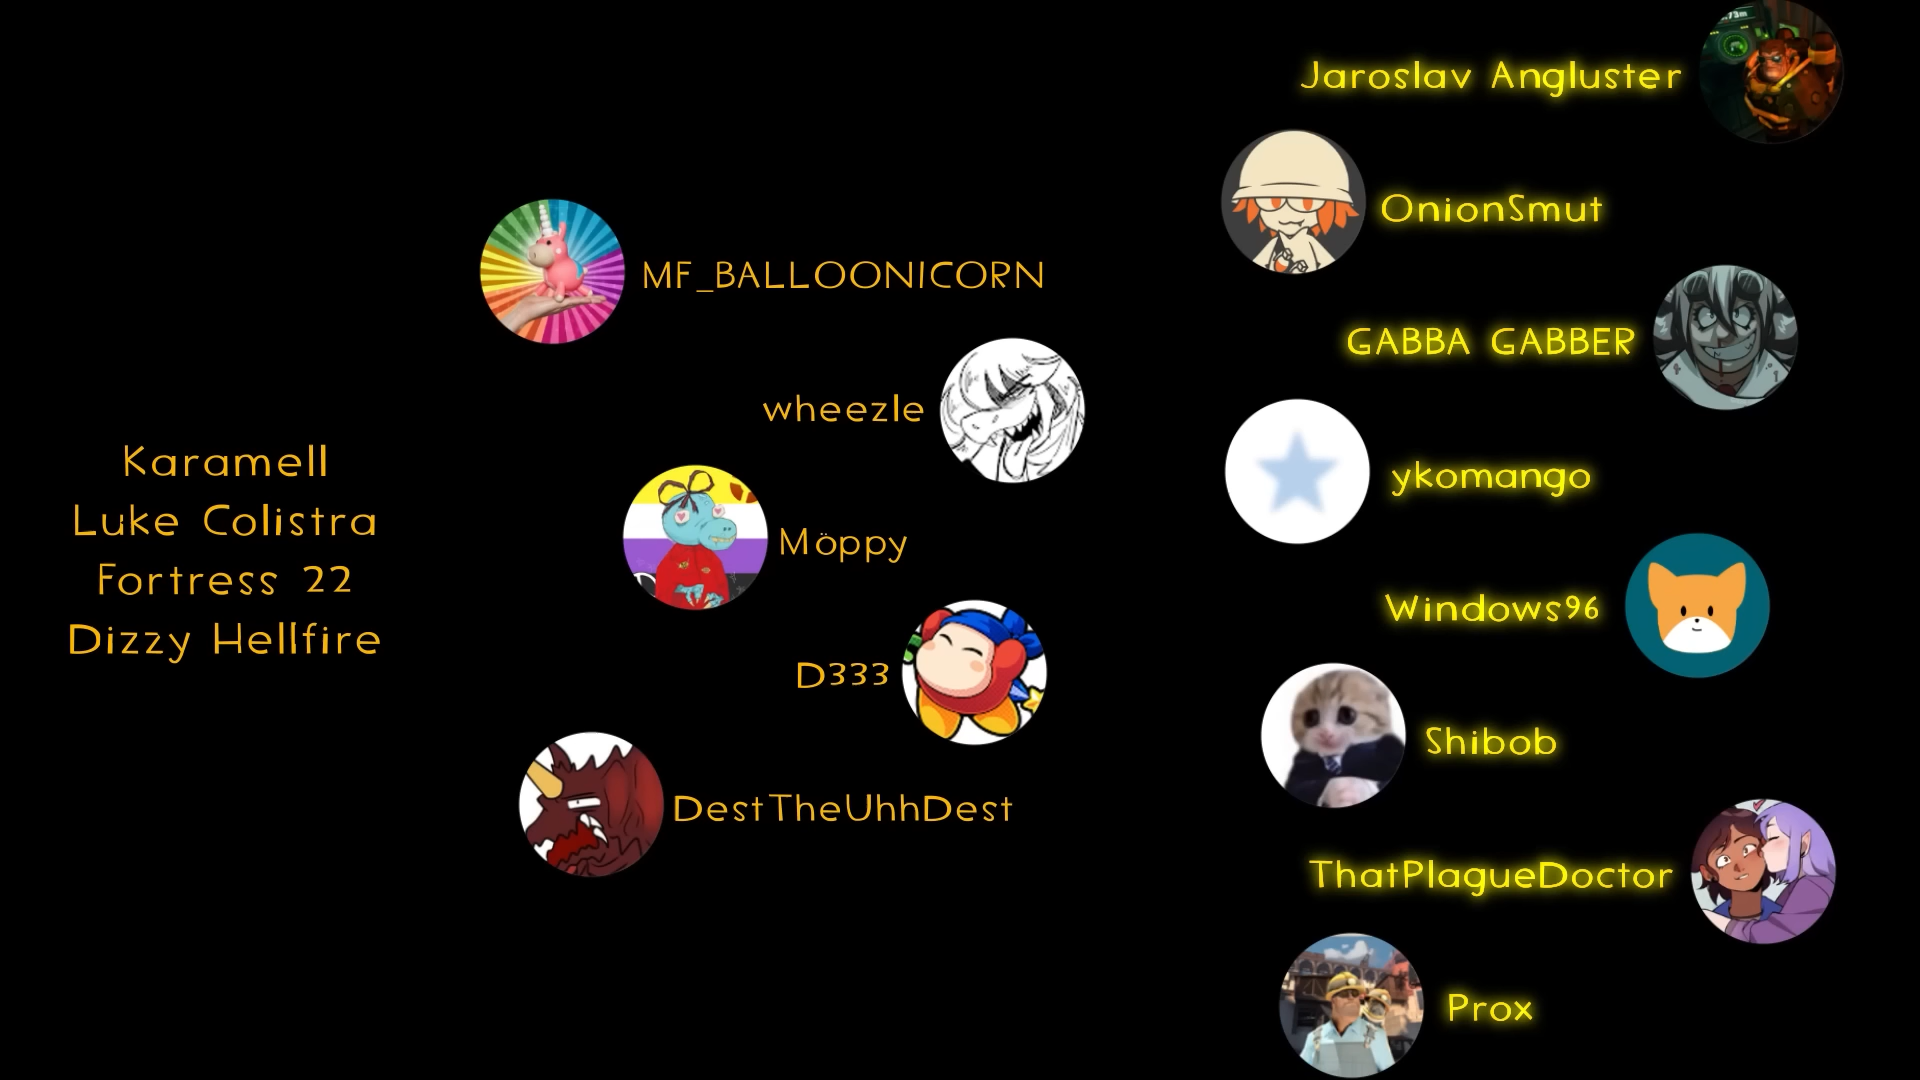 Karamell
Luke Colistra
Fortress 22
Dizzy Hellfire
MF_BALLOONICORN
wheezle
Möppy
D333
DestTheUhhDest
Jaroslav Angluster
OnionSmut
GABBA GABBER
ykomango
Windows96
Shibob
ThatPlagueDoctor
Prox